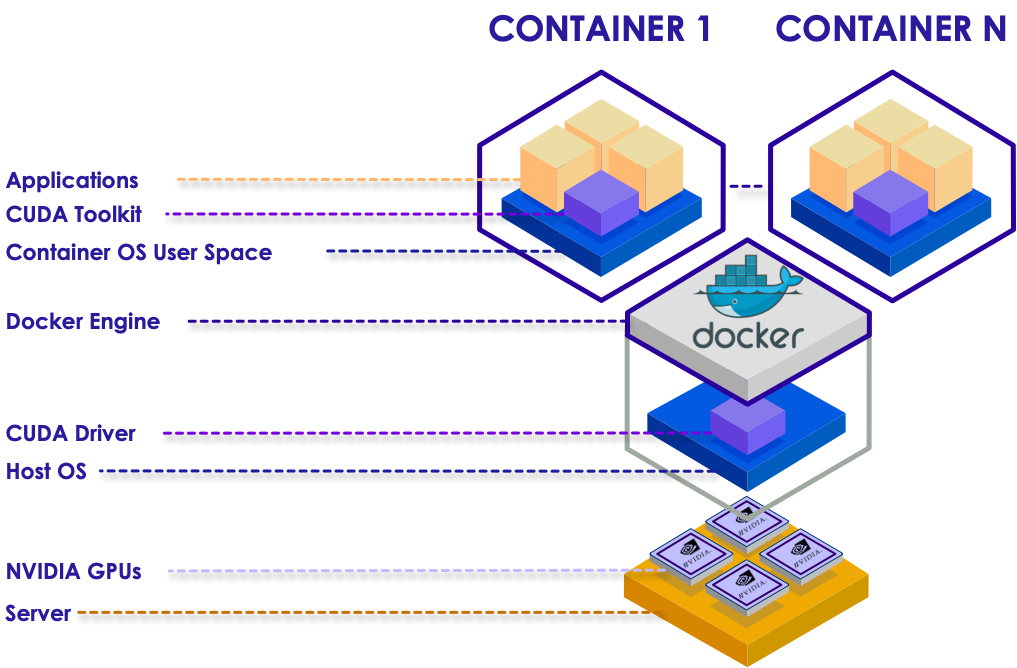 CONTAINER 1
CONTAINER N
Applications
CUDA Toolkit
Container OS User Space
docker
Docker Engine
CUDA Driver
Host OS
NVIDIA.
NVIDIA.
NVIDIA.
NVIDIA.
NVIDIA GPUs
Server